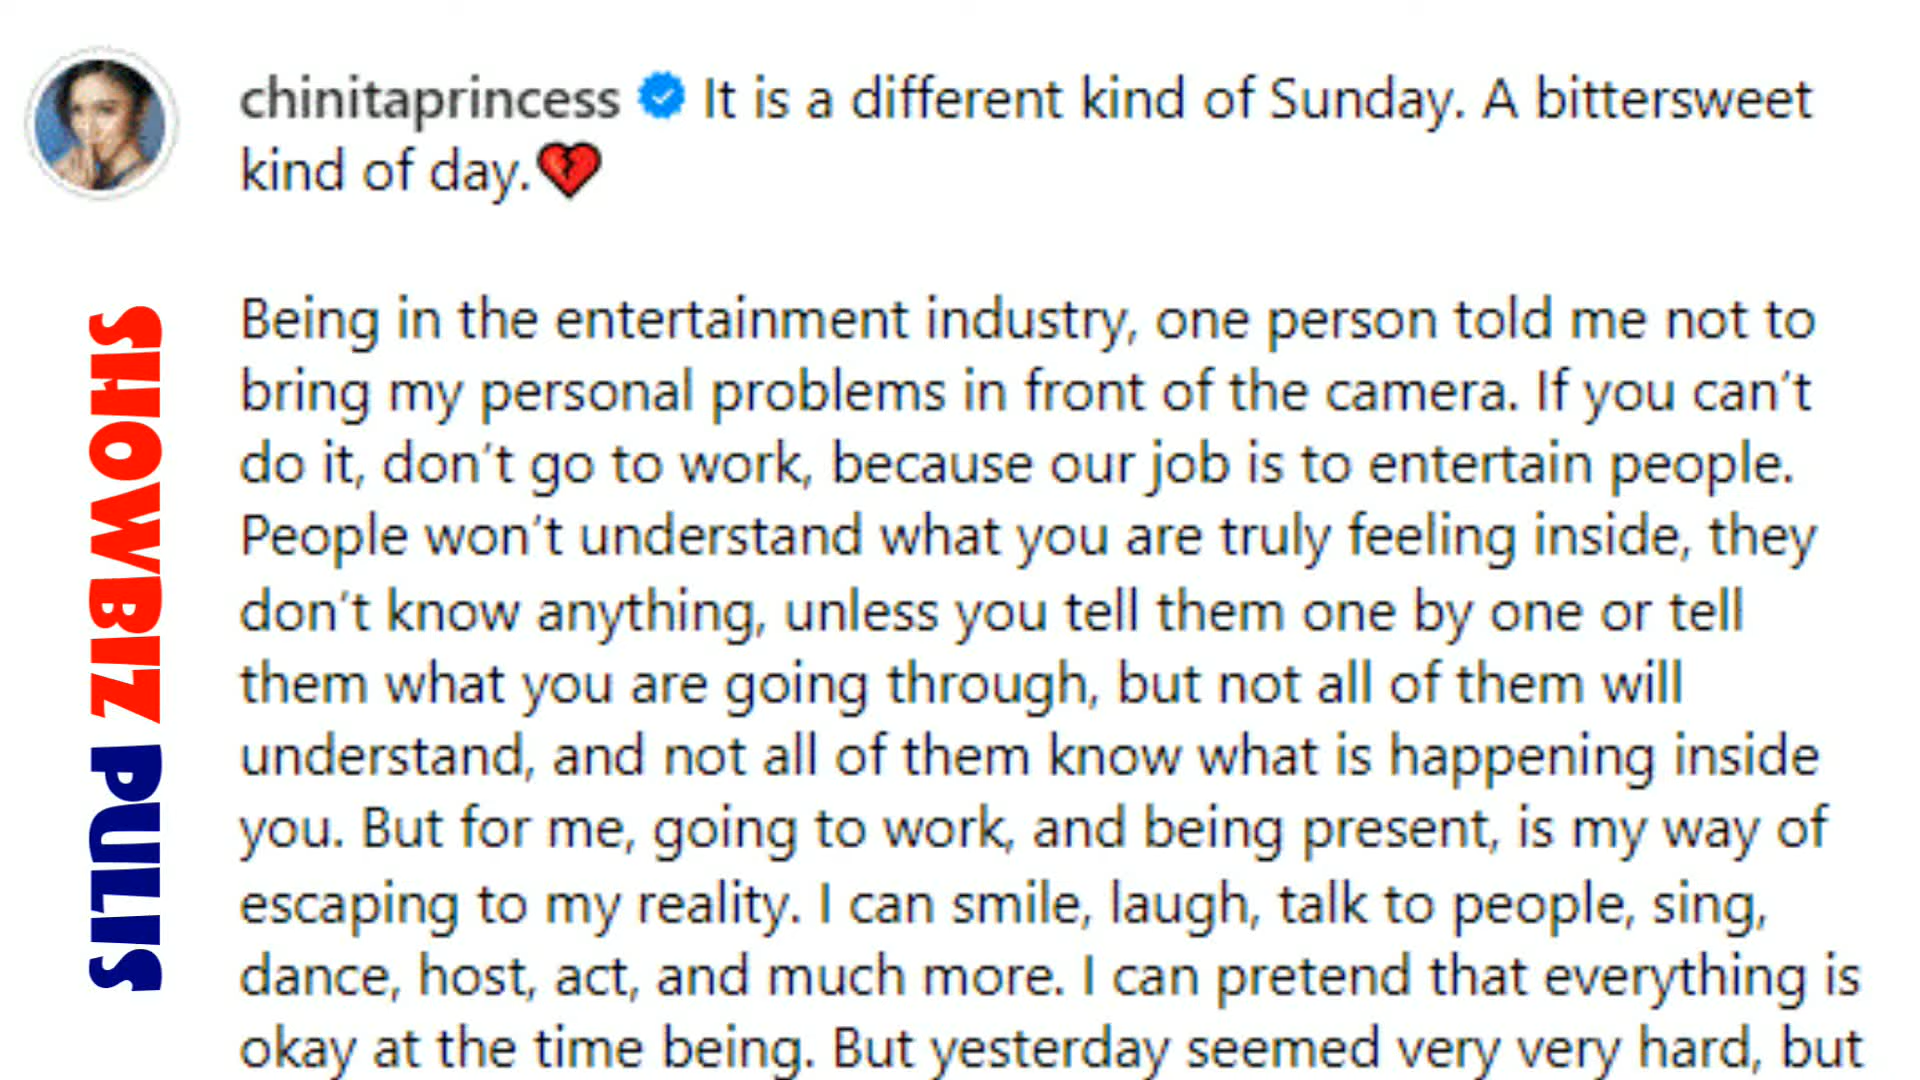 chinitaprincess It is a different kind of Sunday. A bittersweet
kind of day.💔
Being in the entertainment industry, one person told me not to
bring my personal problems in front of the camera. If you can’t
do it, don’t go to work, because our job is to entertain people.
People won’t understand what you are truly feeling inside, they
don’t know anything, unless you tell them one by one or tell
them what you are going through, but not all of them will
understand, and not all of them know what is happening inside
you. But for me, going to work, and being present, is my way of
escaping to my reality. I can smile, laugh, talk to people, sing,
dance, host, act, and much more. I can pretend that everything is
okay at the time being. But yesterday seemed very very hard, but
SHOWBIZ PULIS